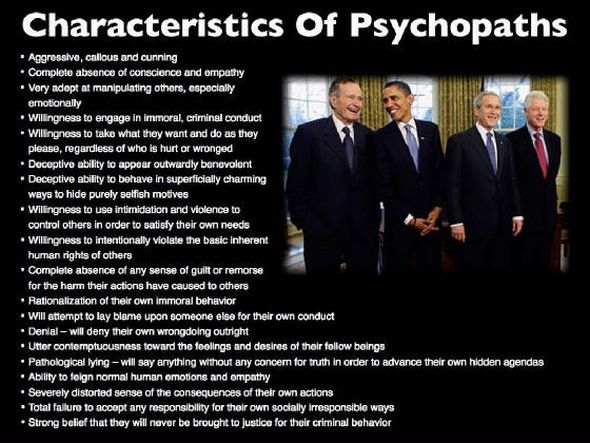 Characteristics Of Psychopaths
• Aggressive, callous and cunning
• Complete absence of conscience and empathy
• Very adept at manipulating others, especially
emotionally
• Willingness to engage in immoral, criminal conduct
• Willingness to take what they want and do as they
please, regardless of who is hurt or wronged
• Deceptive ability to appear outwardly benevolent
• Deceptive ability to behave in superficially charming
ways to hide purely selfish motives
• Willingness to use intimidation and violence to
control others in order to satisfy their own needs
• Willingness to intentionally violate the basic inherent
human rights of others
• Complete absence of any sense of guilt or remorse
for the harm their actions have caused to others
• Rationalization of their own immoral behavior
• Will attempt to lay blame upon someone else for their own conduct
• Denial – will deny their own wrongdoing outright
• Utter contemptuousness toward the feelings and desires of their fellow beings
• Pathological lying – will say anything without any concern for truth in order to advance their own hidden agendas
• Ability to feign normal human emotions and empathy
• Severely distorted sense of the consequences of their own actions
• Total failure to accept any responsibility for their own socially irresponsible ways
• Strong belief that they will never be brought to justice for their criminal behavior